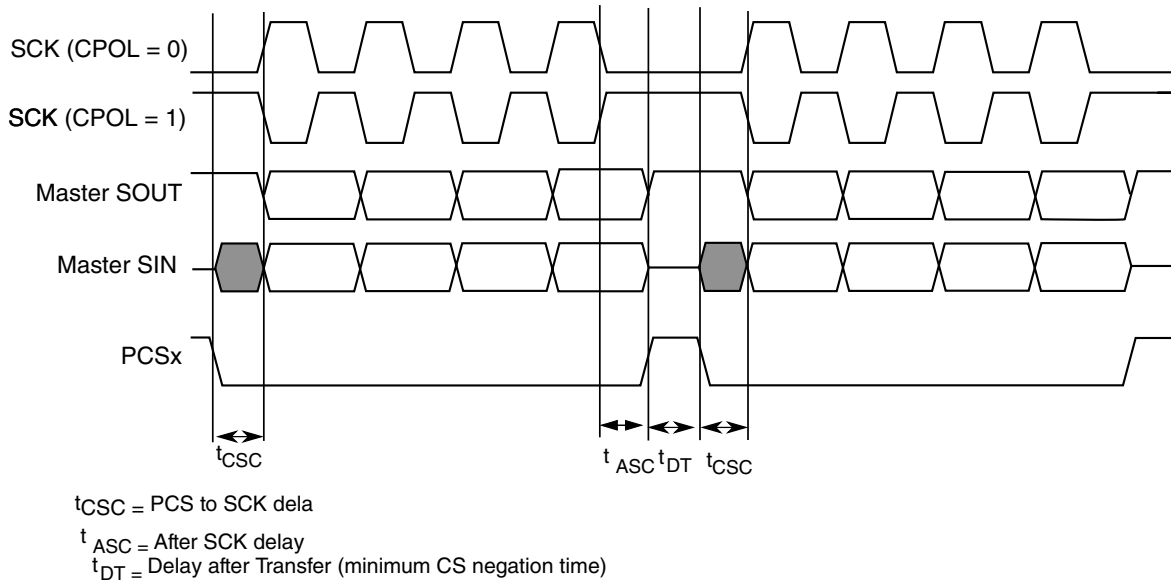 SCK (CPOL = 0)
SCK (CPOL = 1)
Master SOUT
Master SIN
PCSx
tCSC
t ASC
tDT
tCSC
tCSC = PCS to SCK dela
t ASC = After SCK delay
tDT = Delay after Transfer (minimum CS negation time)